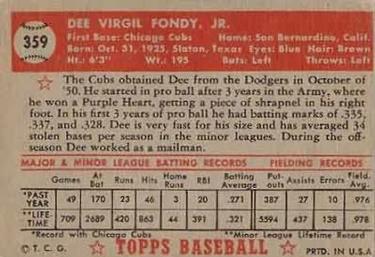 359
DEE VIRGIL FONDY, JR.
First Base: Chicago Cubs Home: San Bernardino, Calif.
Born: Oct. 31, 1925, Slaton, Texas Eyes: Blue Hair: Brown
Ht.: 6'3" Wt.: 195 Bats: Left Throws: Left
The Cubs obtained Dee from the Dodgers in October of
'50. He started in pro ball after 3 years in the Army, where
he won a Purple Heart, getting a piece of shrapnel in his right
foot. In his first 3 years of pro ball he had batting marks of .335,
.337, and .328. Dee is very fast for his size and has averaged 34
stolen bases per season in the minor leagues. During the off-
season Dee worked as a mailman.
MAJOR & MINOR LEAGUE BATTING RECORDS FIELDING RECORDS
Games At Bat Runs Hits Home Runs RBI Batting Average Put-outs Assists Errors Field. Avg.
*PAST YEAR 49 170 23 46 3 20 .271 387 27 10 .976
**LIFE-TIME 709 2689 420 863 44 391 .321 5594 437 138 .978
*Record with Chicago Cubs **Minor League Lifetime Record
© T. C. G. TOPPS BASEBALL PRTD. IN U.S.A.